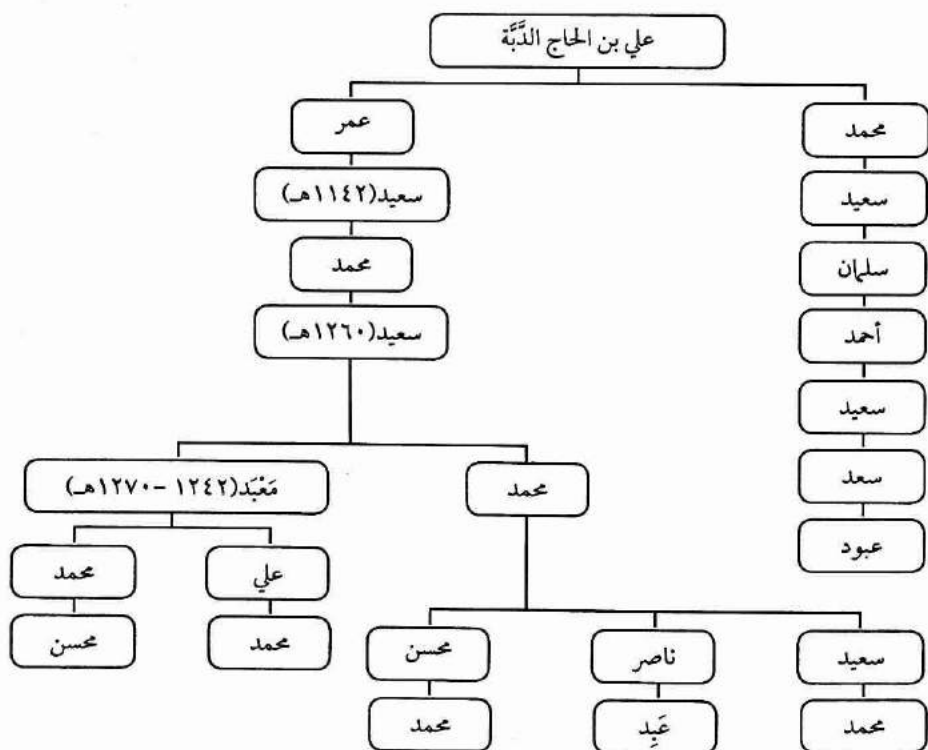 علي بن الحاج الدَّبَّة
محمد
عمر
سعيد
سعيد(١١٤٢هـ)
سلمان
محمد
أحمد
سعيد(١٢٦٠هـ)
سعيد
سعد
محمد
مَعْبَد(١٢٤٢ – ١٢٧٠هـ)
عبود
علي
محمد
سعيد
ناصر
محسن
محمد
محسن
محمد
عَبِد
محمد